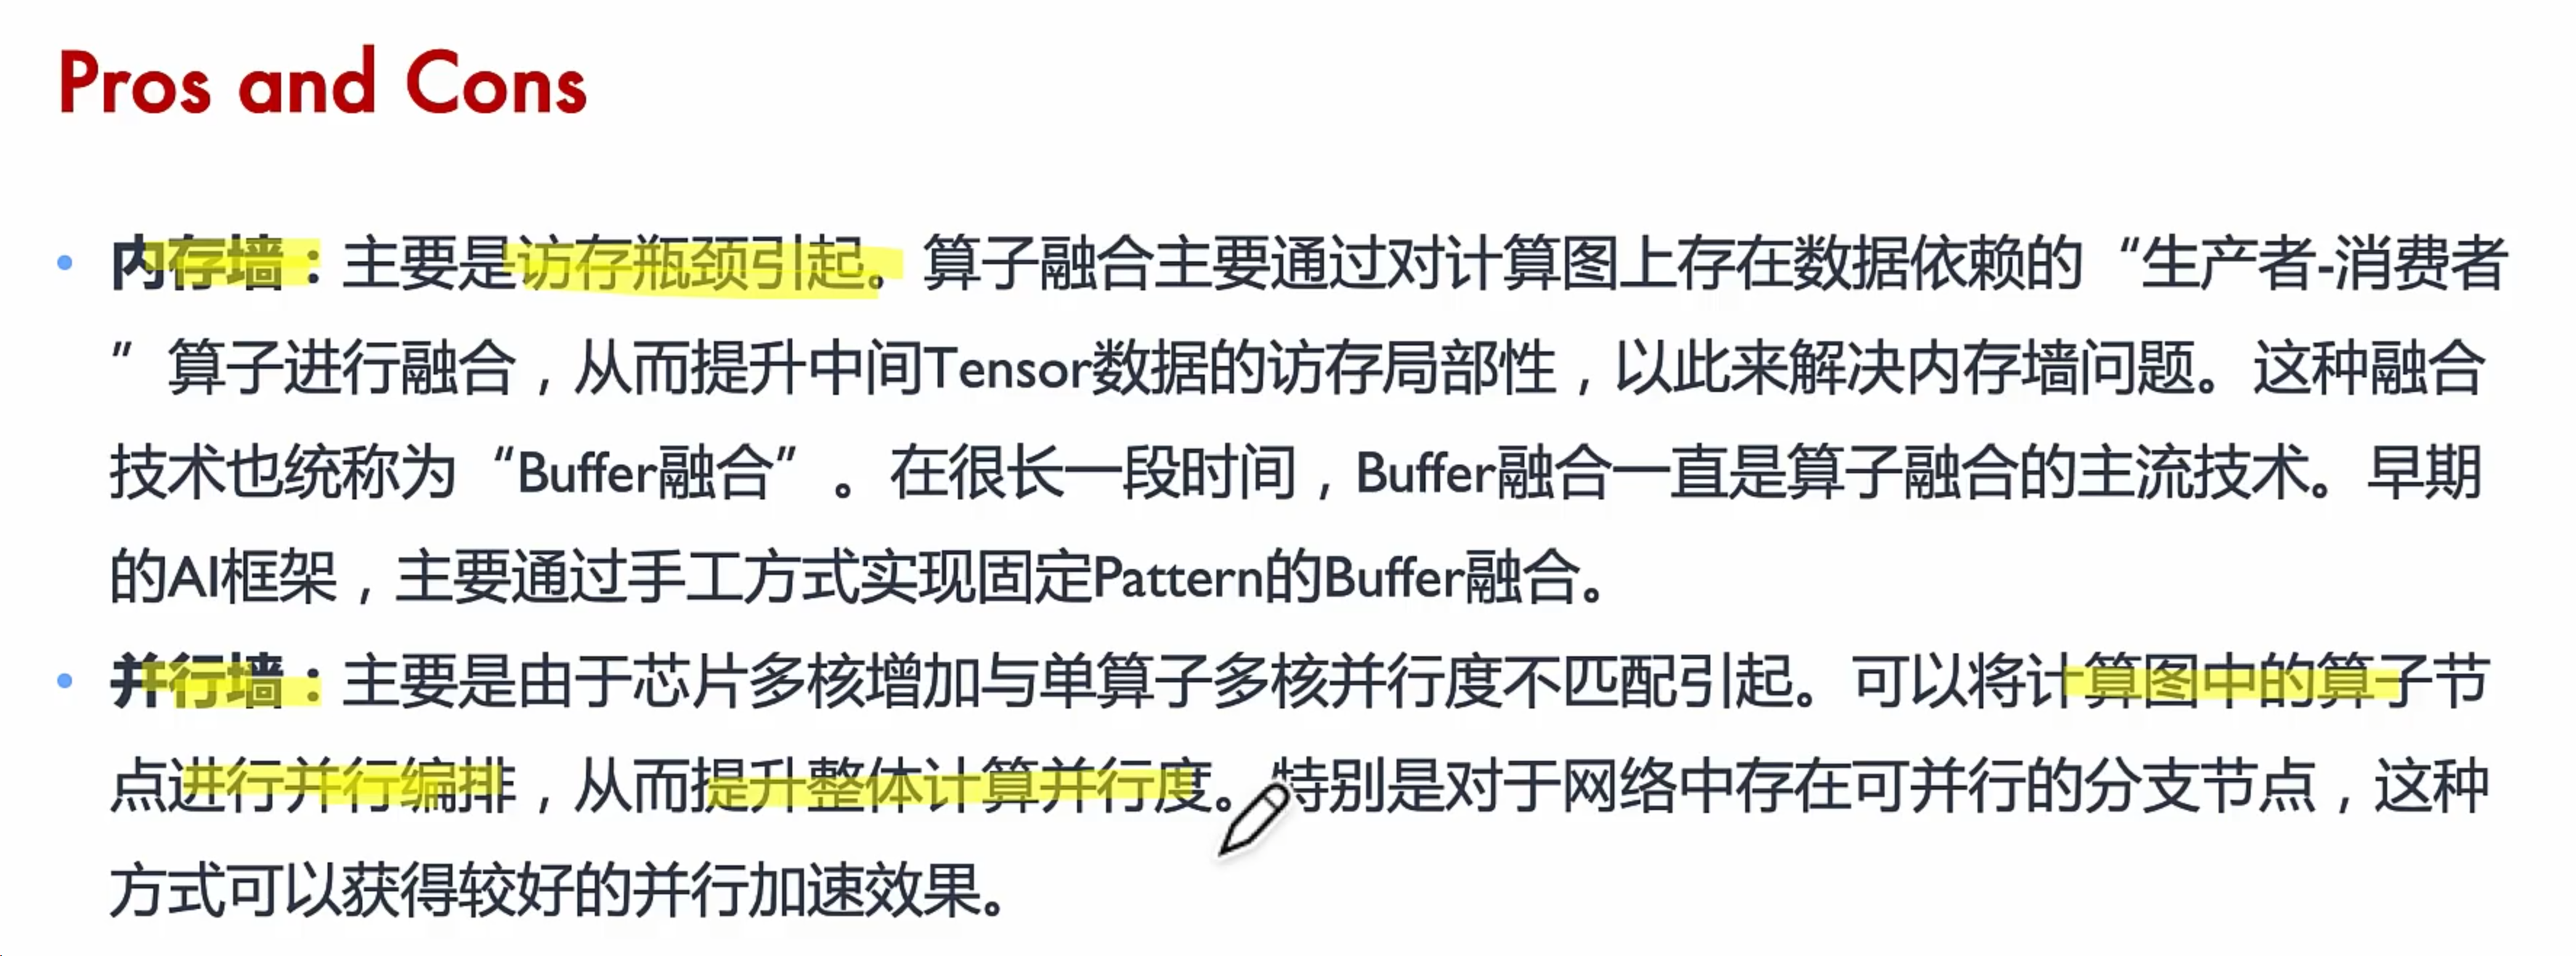 Pros and Cons
内存墙：主要是访存瓶颈引起。算子融合主要通过对计算图上存在数据依赖的“生产者-消费者
”算子进行融合，从而提升中间Tensor数据的访存局部性，以此来解决内存墙问题。这种融合
技术也统称为“Buffer融合”。在很长一段时间，Buffer融合一直是算子融合的主流技术。早期
的AI框架，主要通过手工方式实现固定Pattern的Buffer融合。
并行墙：主要是由于芯片多核增加与单算子多核并行度不匹配引起。可以将计算图中的算子节
点进行并行编排，从而提升整体计算并行度。特别是对于网络中存在可并行的分支节点，这种
方式可以获得较好的并行加速效果。